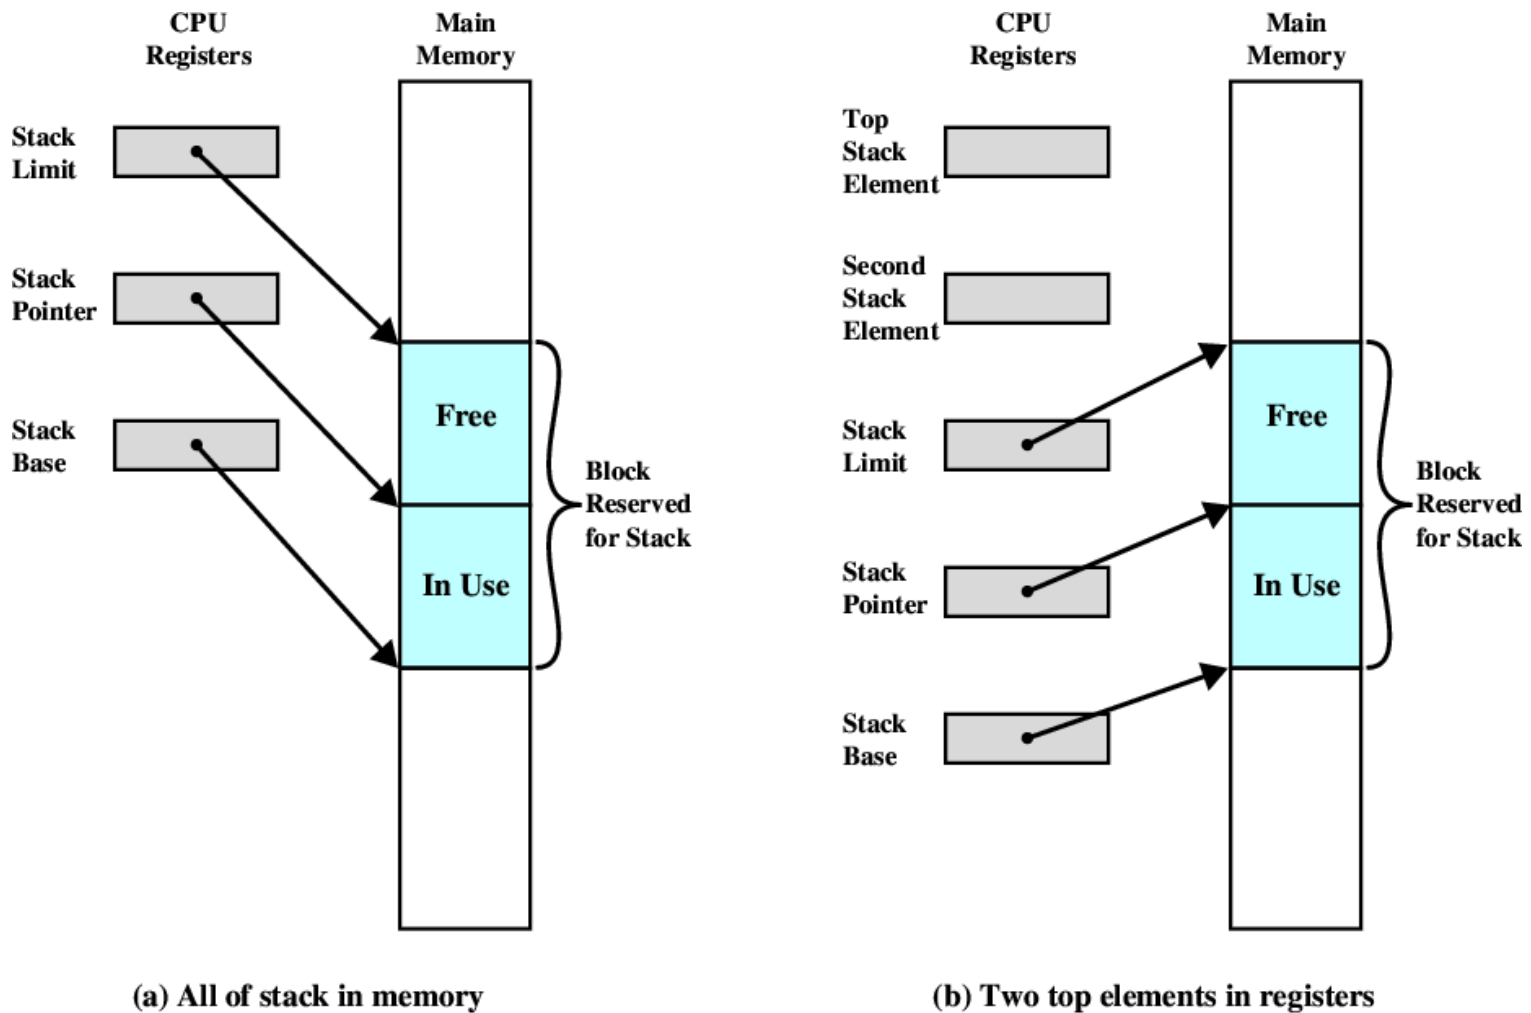 CPU
Registers
Main
Memory
Stack
Limit
Stack
Pointer
Stack
Base
Free
In Use
Block
Reserved
for Stack
(a) All of stack in memory
CPU
Registers
Main
Memory
Top
Stack
Element
Second
Stack
Element
Stack
Limit
Stack
Pointer
Stack
Base
Free
In Use
Block
Reserved
for Stack
(b) Two top elements in registers